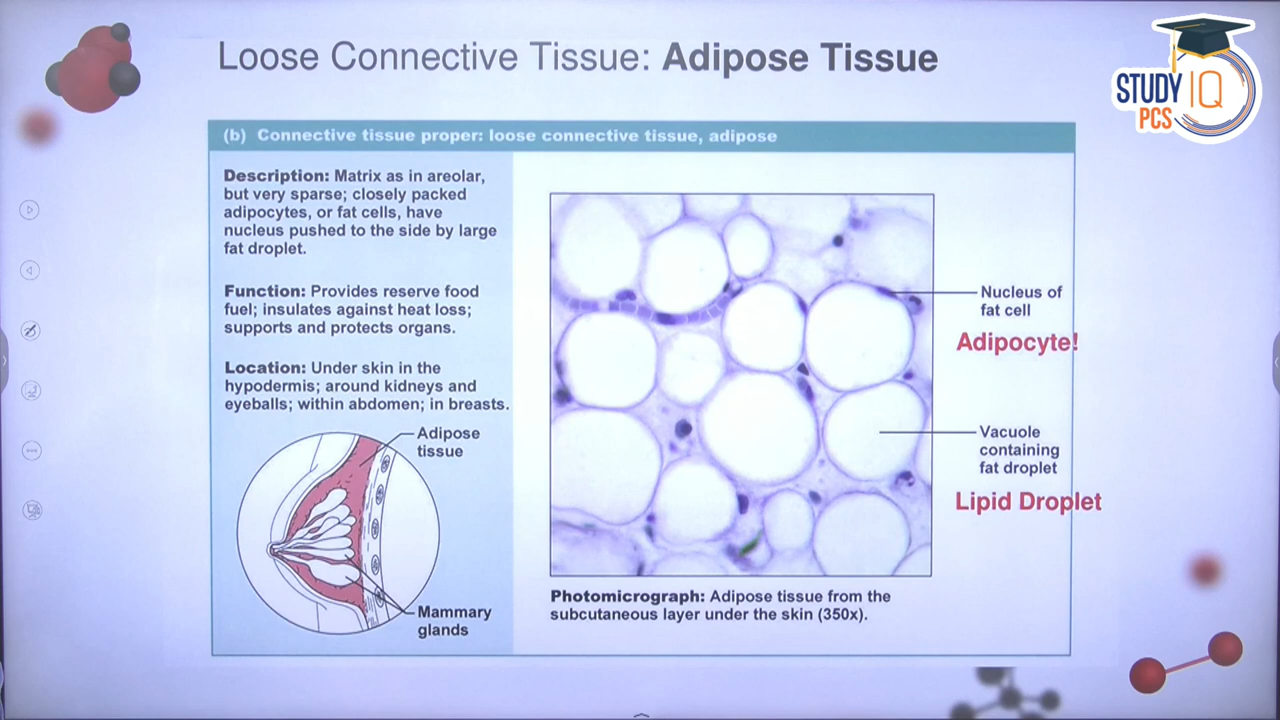 Loose Connective Tissue: Adipose Tissue
STUDY IQ
PCS
(b) Connective tissue proper: loose connective tissue, adipose
Description: Matrix as in areolar,
but very sparse; closely packed
adipocytes, or fat cells, have
nucleus pushed to the side by large
fat droplet.
Function: Provides reserve food
fuel; insulates against heat loss;
supports and protects organs.
Location: Under skin in the
hypodermis; around kidneys and
eyeballs; within abdomen; in breasts.
Adipose
tissue
Mammary
glands
Nucleus of
fat cell
Adipocyte!
Vacuole
containing
fat droplet
Lipid Droplet
Photomicrograph: Adipose tissue from the
subcutaneous layer under the skin (350x).